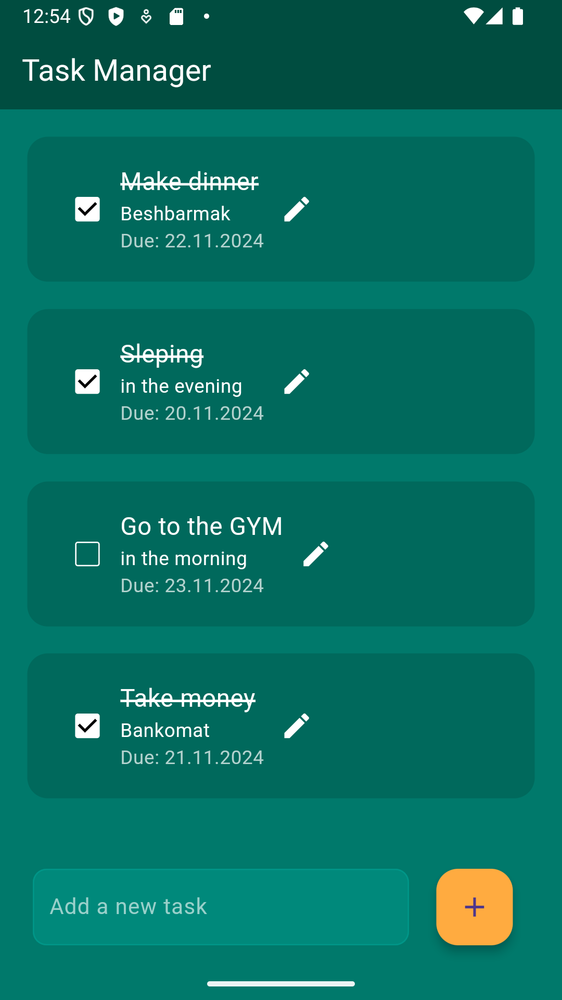 12:54
Task Manager
Make dinner
Beshbarmak
Due: 22.11.2024
Sleping
in the evening
Due: 20.11.2024
Go to the GYM
in the morning
Due: 23.11.2024
Take money
Bankomat
Due: 21.11.2024
Add a new task